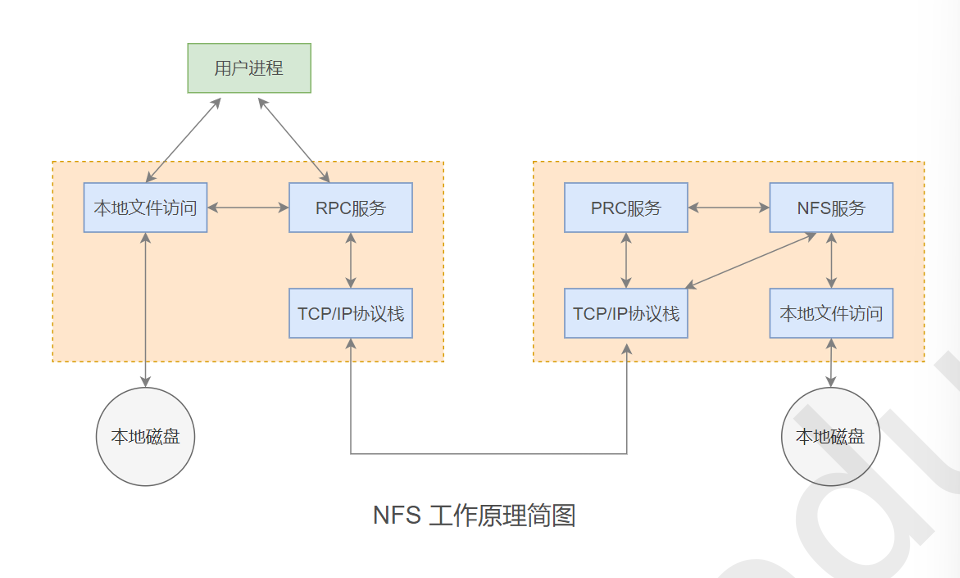 用户进程
本地文件访问
RPC服务
PRC服务
NFS服务
TCP/IP协议栈
TCP/IP协议栈
本地文件访问
本地磁盘
本地磁盘
NFS 工作原理简图
edu